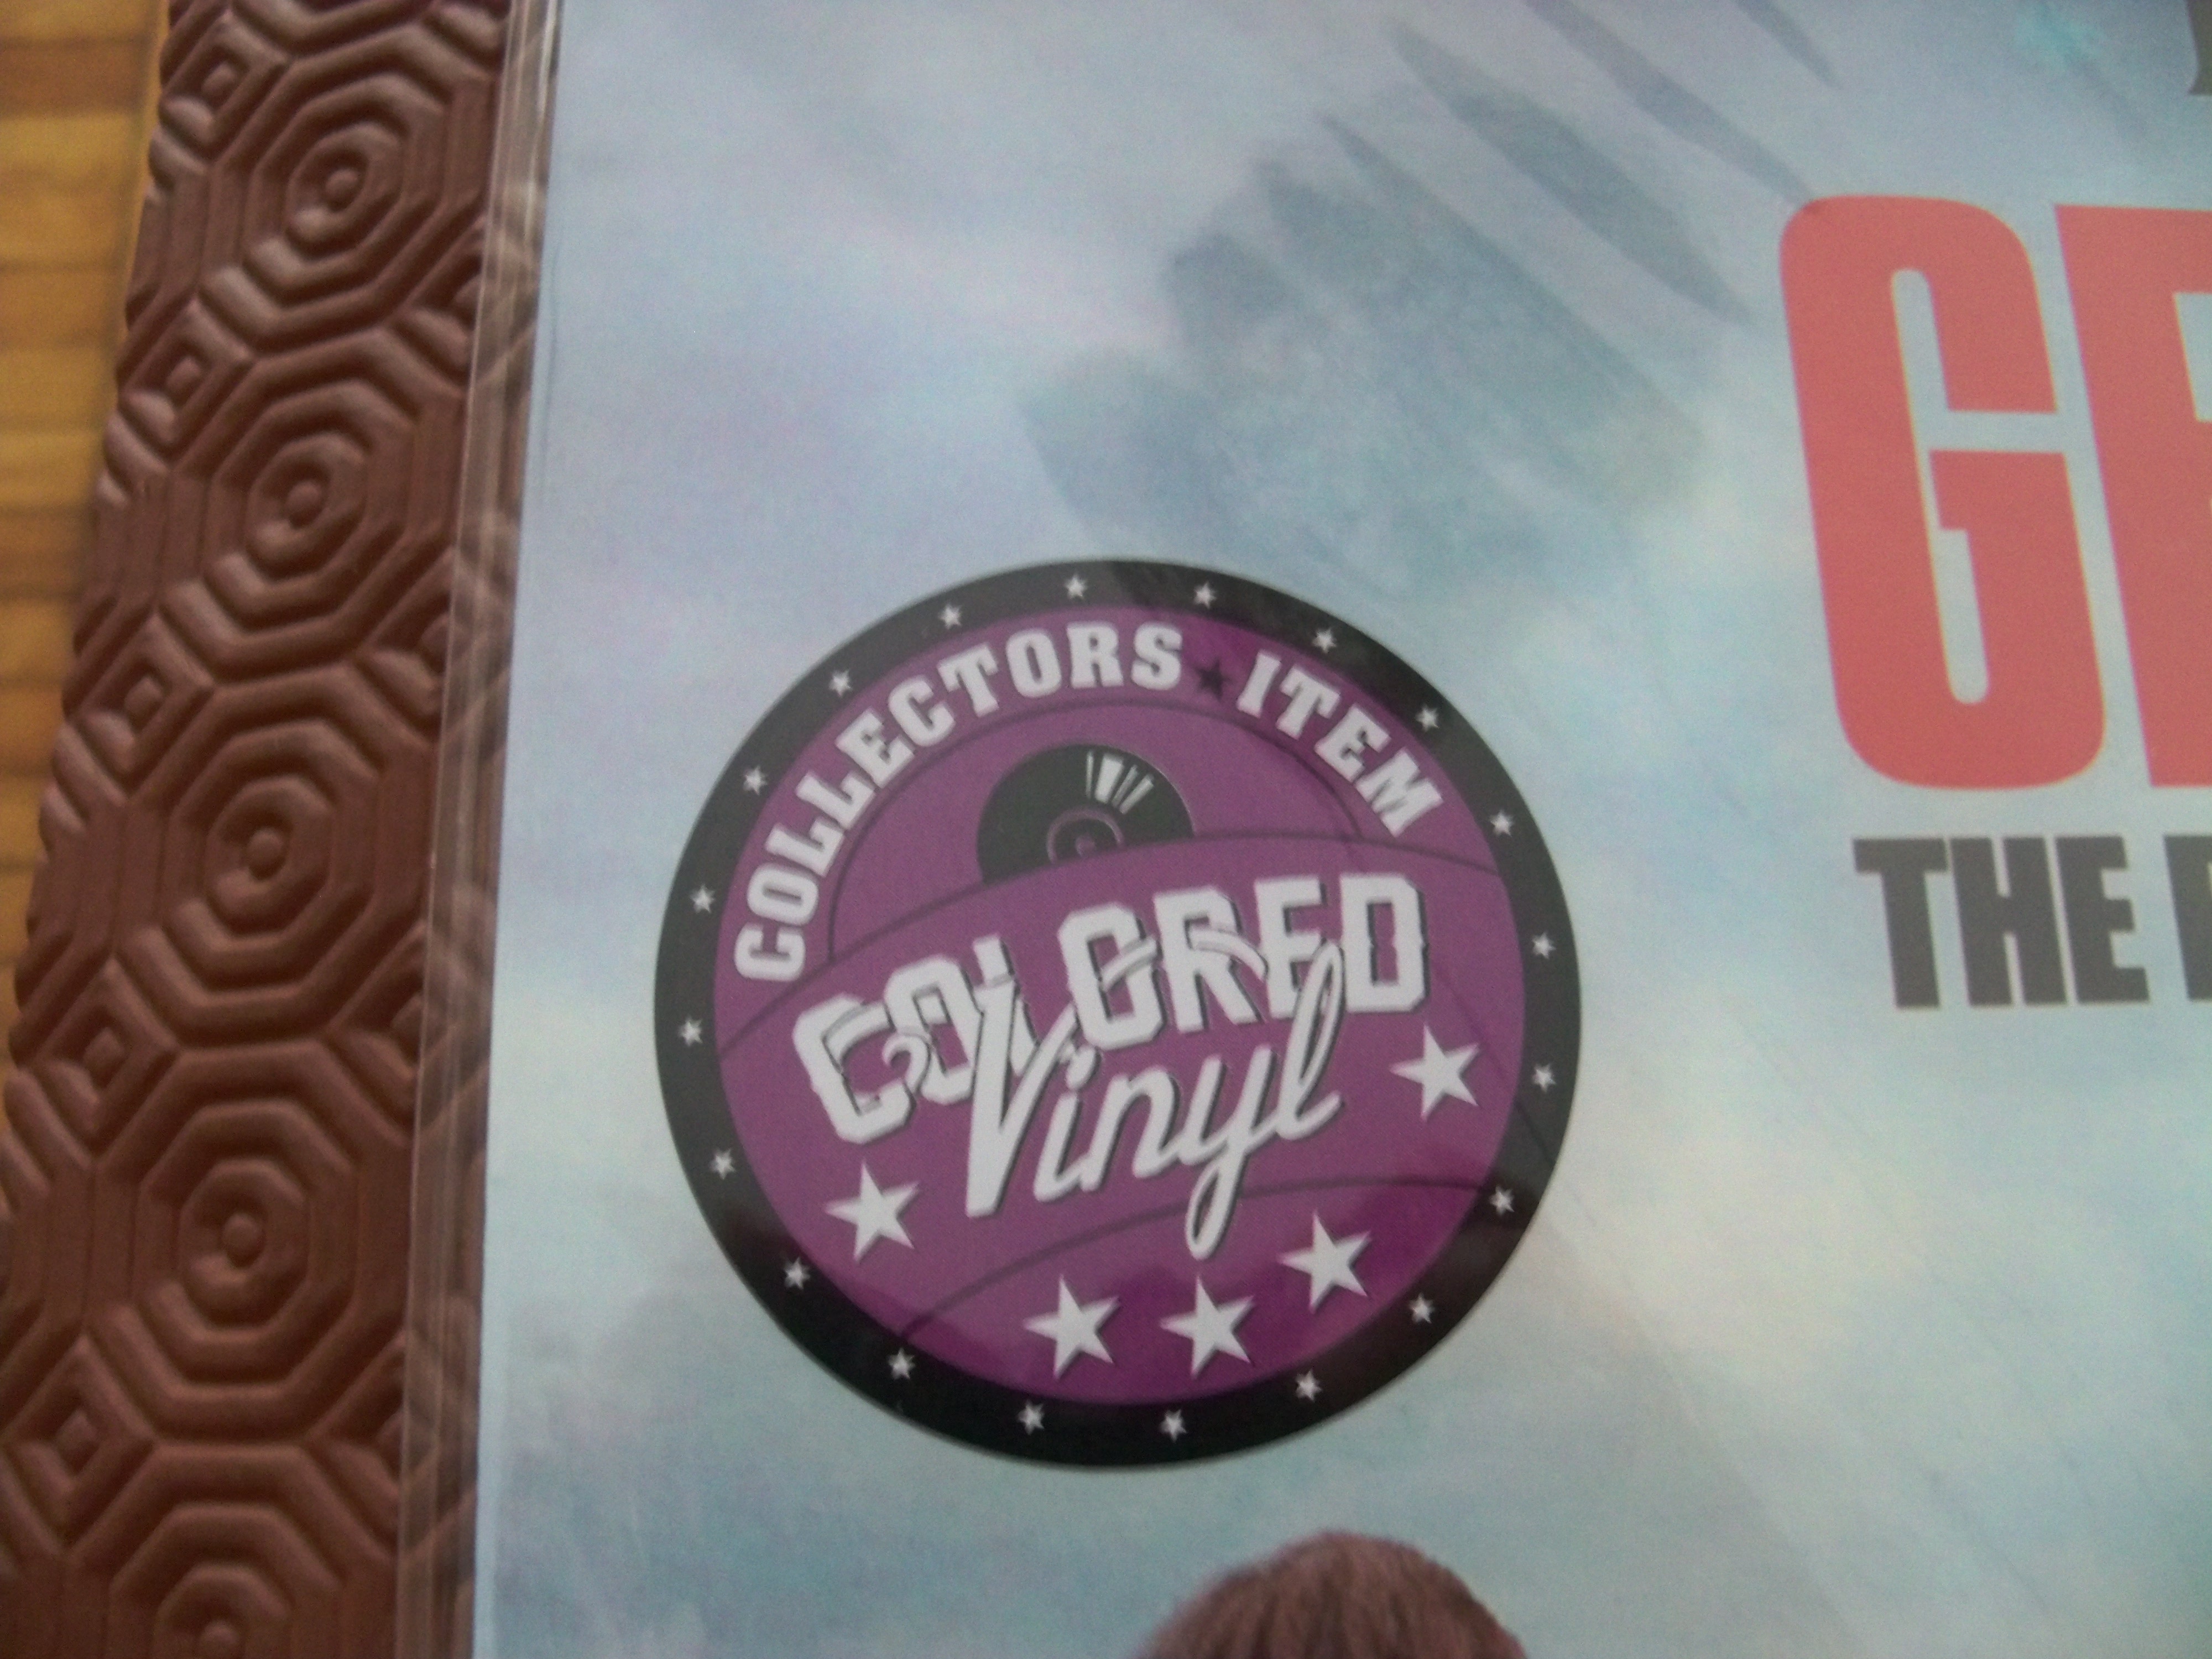 COLLECTORS ★ ITEM
COLORED
Vinyl
THE